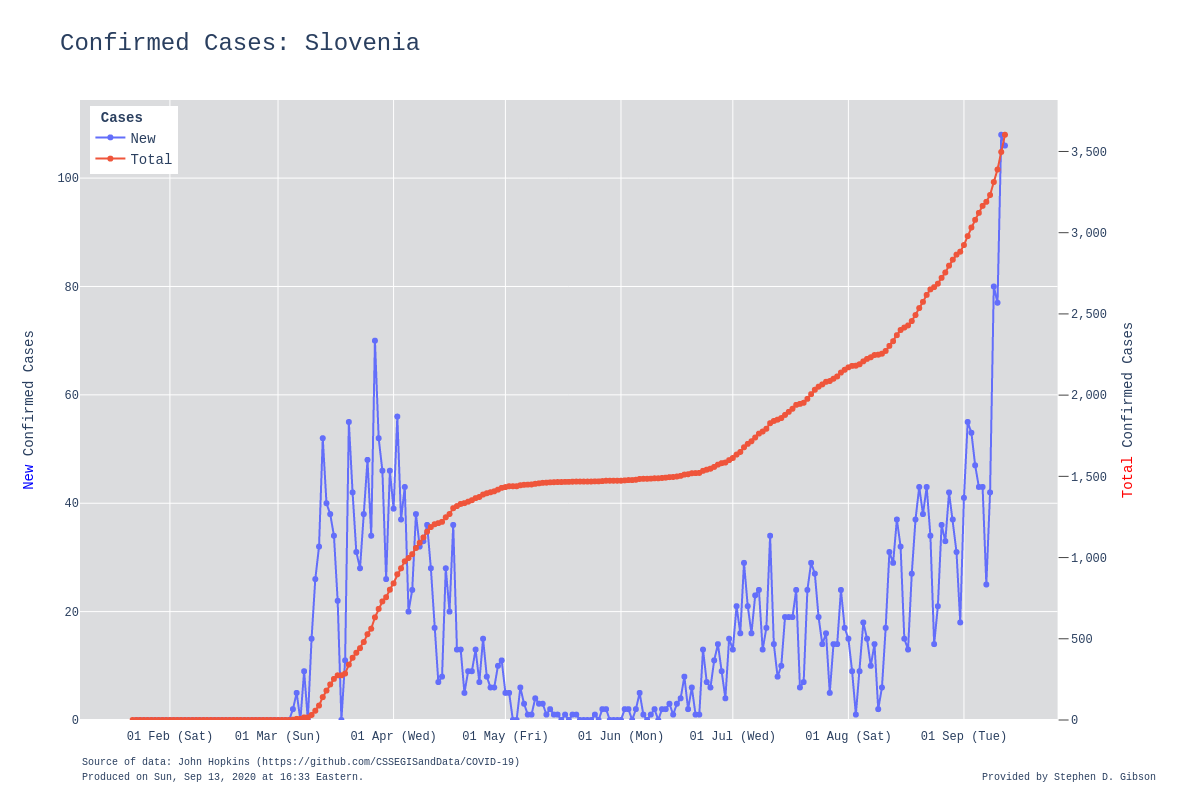 Confirmed Cases: Slovenia
Cases
New
Total
100
80
60
40
20
0
New Confirmed Cases
3,500
3,000
2,500
2,000
1,500
1,000
500
0
Total Confirmed Cases
01 Feb (Sat) 01 Mar (Sun) 01 Apr (Wed) 01 May (Fri) 01 Jun (Mon) 01 Jul (Wed) 01 Aug (Sat) 01 Sep (Tue)
Source of data: John Hopkins (https://github.com/CSSEGISandData/COVID-19)
Produced on Sun, Sep 13, 2020 at 16:33 Eastern.
Provided by Stephen D. Gibson